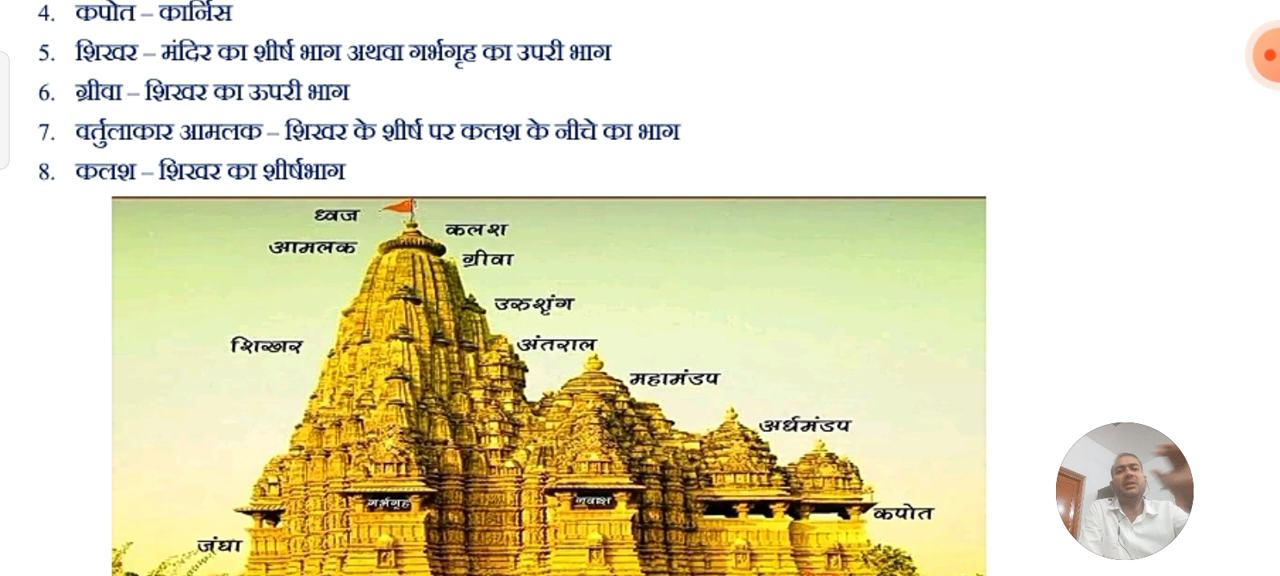 4. कपोत – कार्निस
5. शिखर – मंदिर का शीर्ष भाग अथवा गर्भगृह का उपरी भाग
6. ग्रीवा – शिखर का ऊपरी भाग
7. वर्तुलाकार आमलक – शिखर के शीर्ष पर कलश के नीचे का भाग
8. कलश – शिखर का शीर्षभाग
ध्वज
कलश
आमलक
ग्रीवा
उरुशृंग
शिखर
अंतराल
महामंडप
अर्धमंडप
गर्भगृह
गवाक्ष
कपोत
जंघा